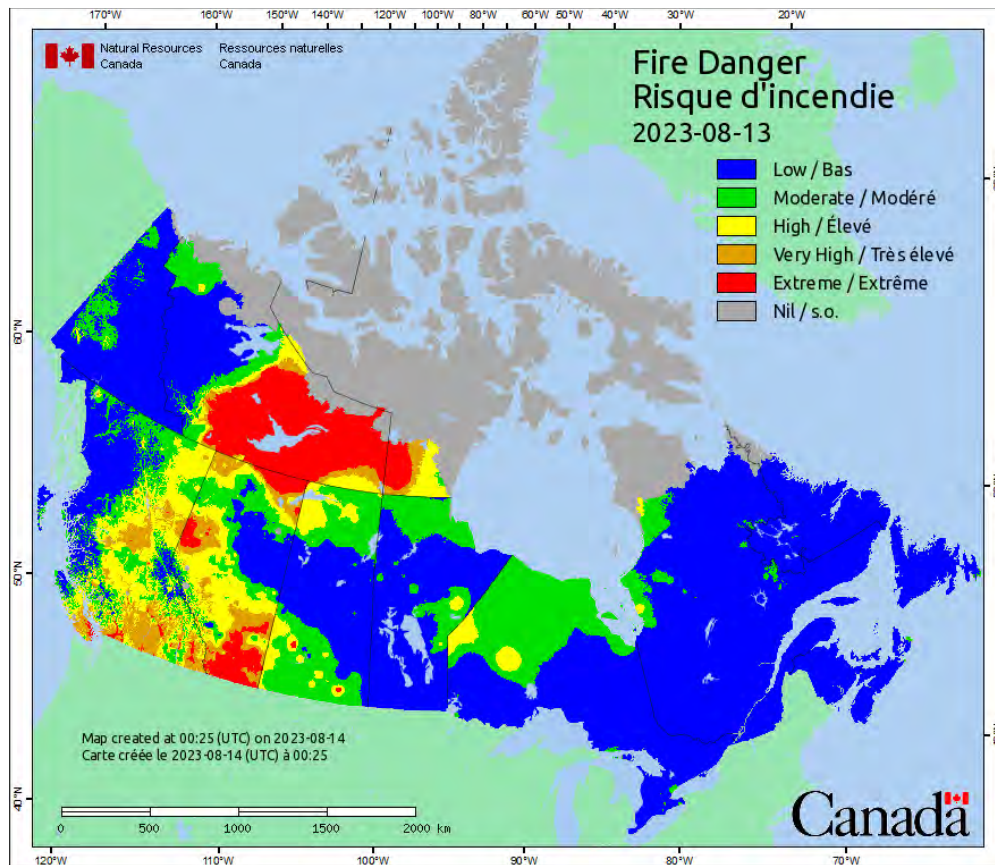 170°W 160°W 150°W 140°W 120°W 100°W 80°W 60°W 50°W 40°W 30°W 20°W
Natural Resources Ressources naturelles
Canada Canada
Fire Danger
Risque d'incendie
2023-08-13
Low / Bas
Moderate / Modéré
High / Élevé
Very High / Très élevé
Extreme / Extrême
Nil / s.o.
60°N
50°N
Map created at 00:25 (UTC) on 2023-08-14
Carte créée le 2023-08-14 (UTC) à 00:25
40°N
0 500 1000 1500 2000 km
Canada
120°W 110°W 100°W 90°W 80°W 70°W